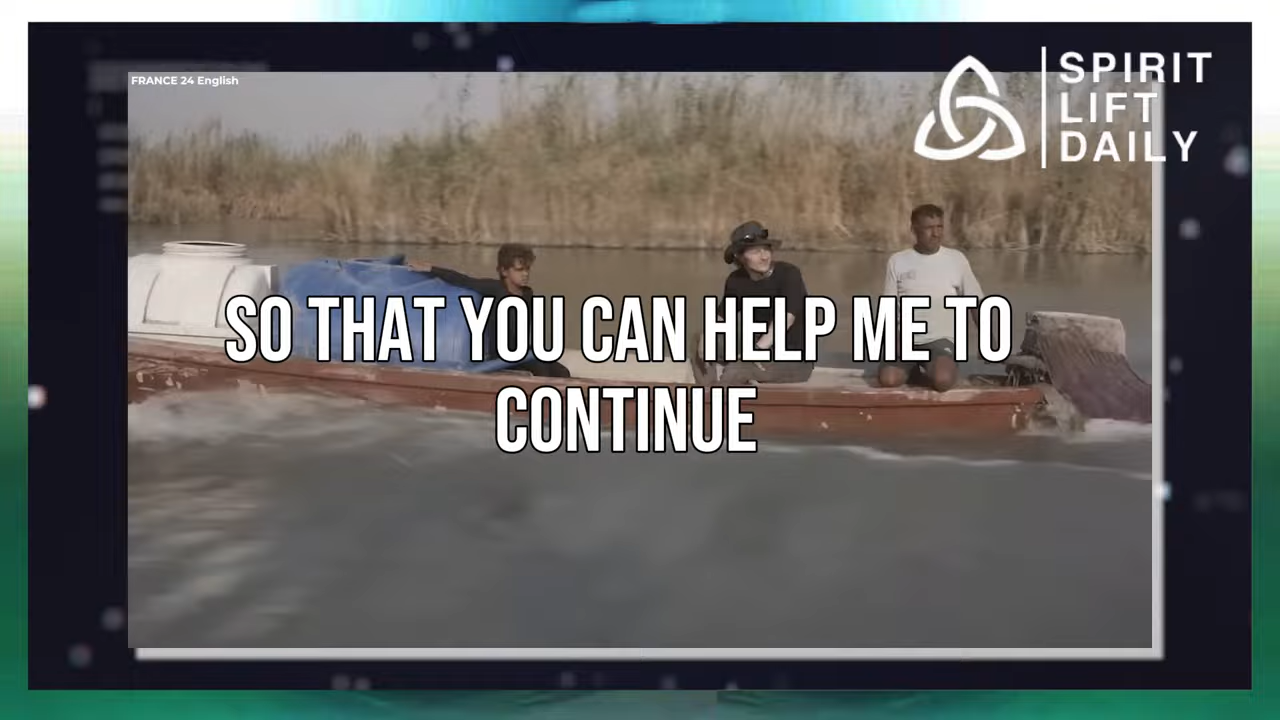 FRANCE 24 English
SPIRIT
LIFT
DAILY
SO THAT YOU CAN HELP ME TO
CONTINUE